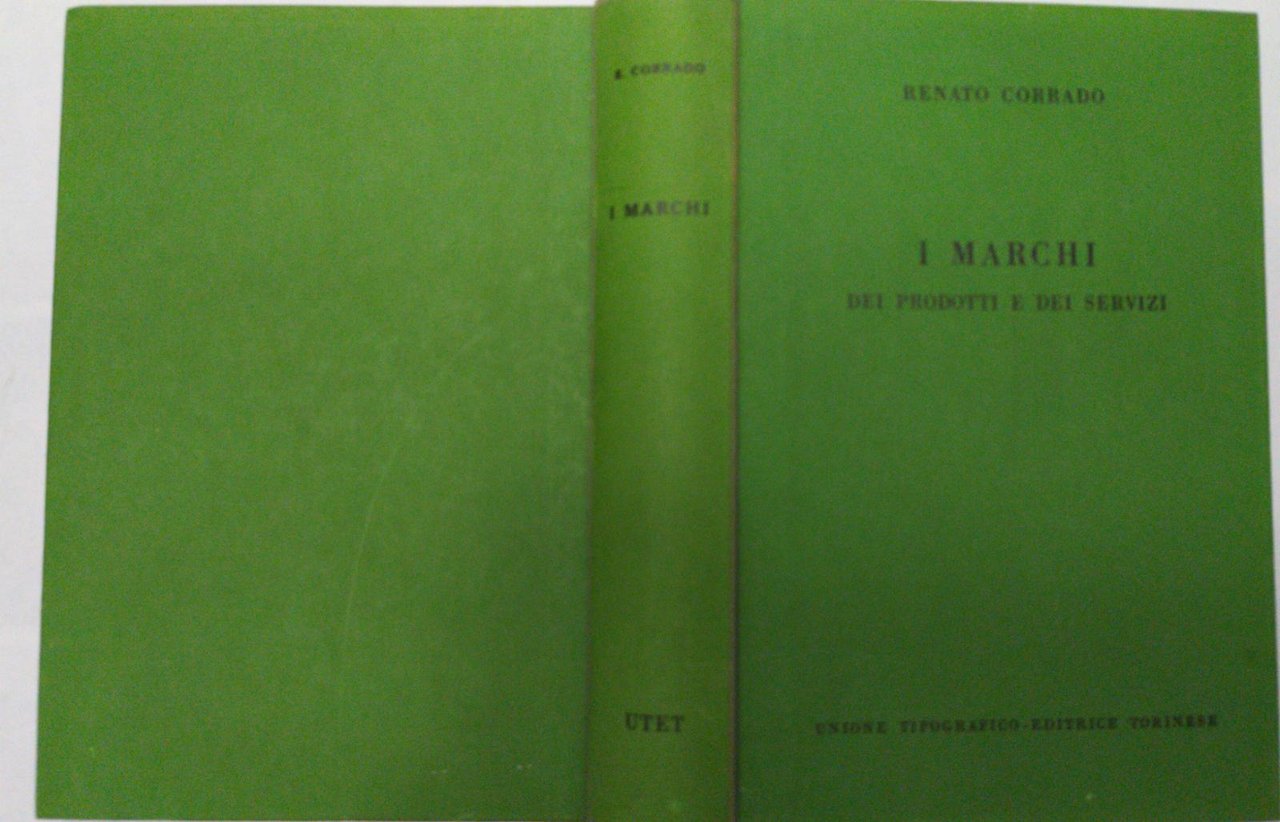 R. CORRADO
I MARCHI
UTET
RENATO CORRADO
I MARCHI
DEI PRODOTTI E DEI SERVIZI
UNIONE TIPOGRAFICO-EDITRICE TORINESE